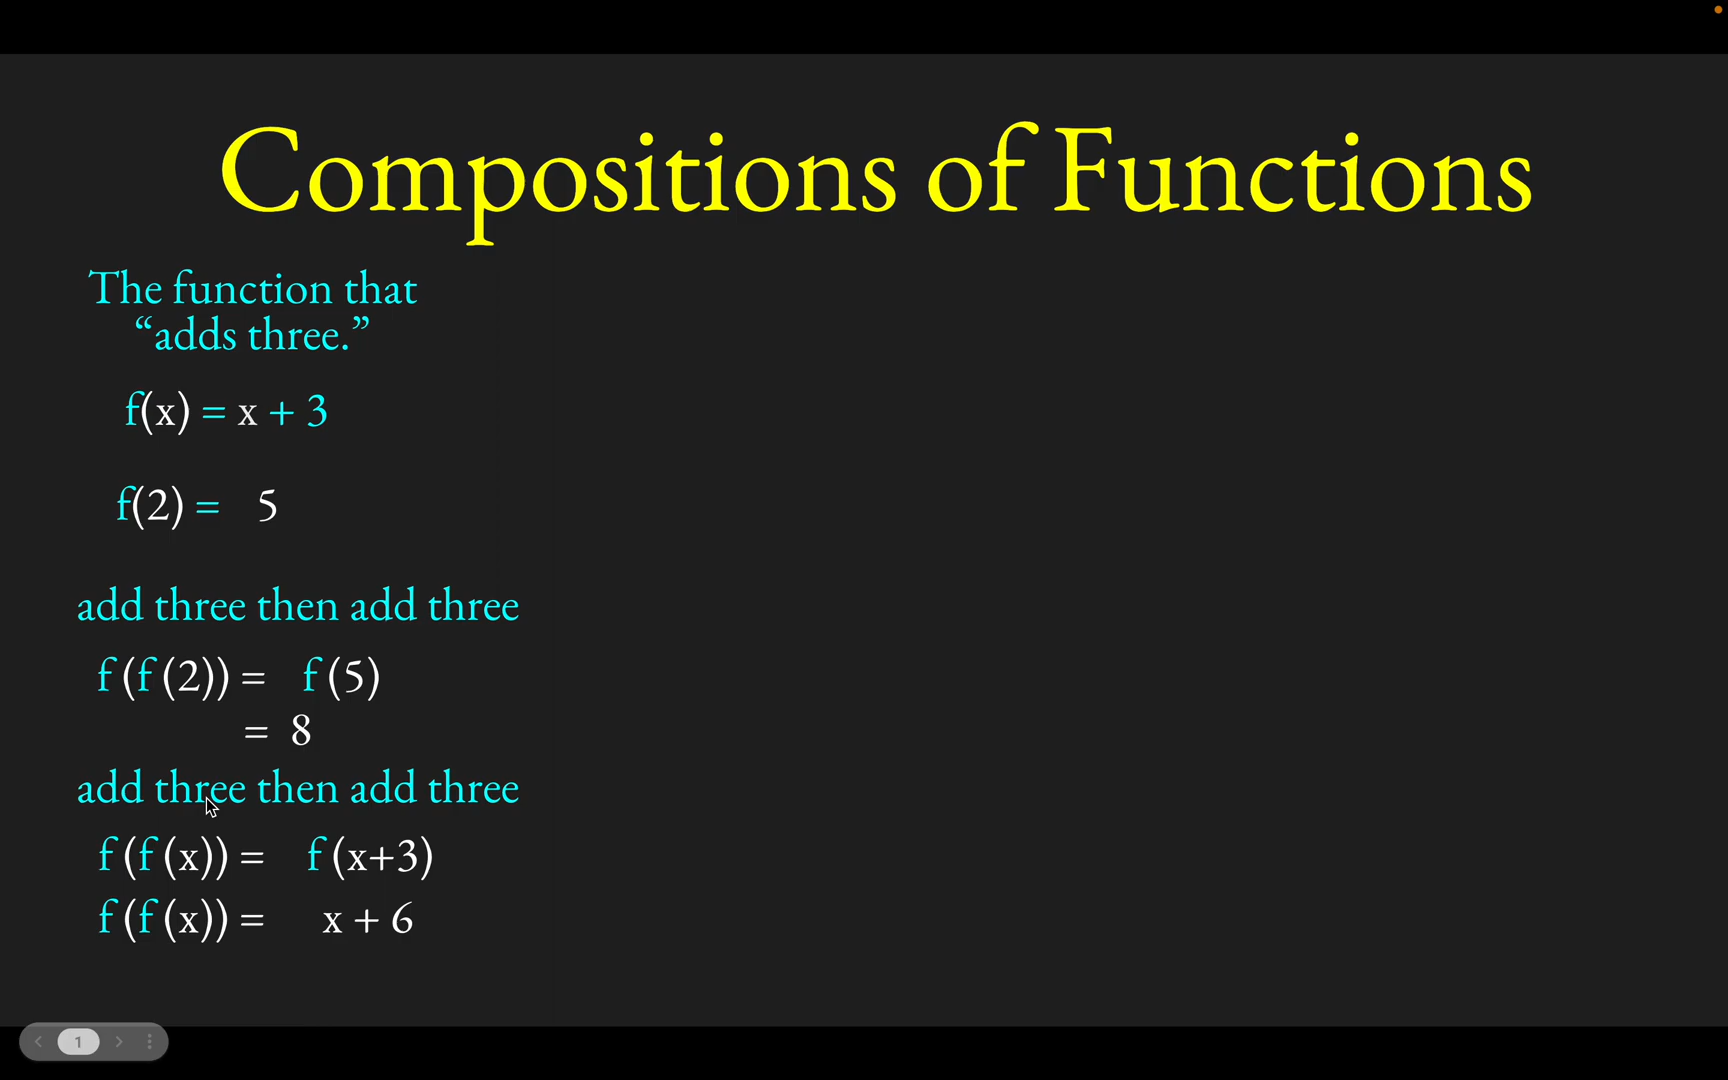 Compositions of Functions
The function that
“adds three.”
f(x) = x + 3
f(2) = 5
add three then add three
f (f (2)) = f (5)
= 8
add three then add three
f (f (x)) = f (x+3)
f (f (x)) = x + 6
1